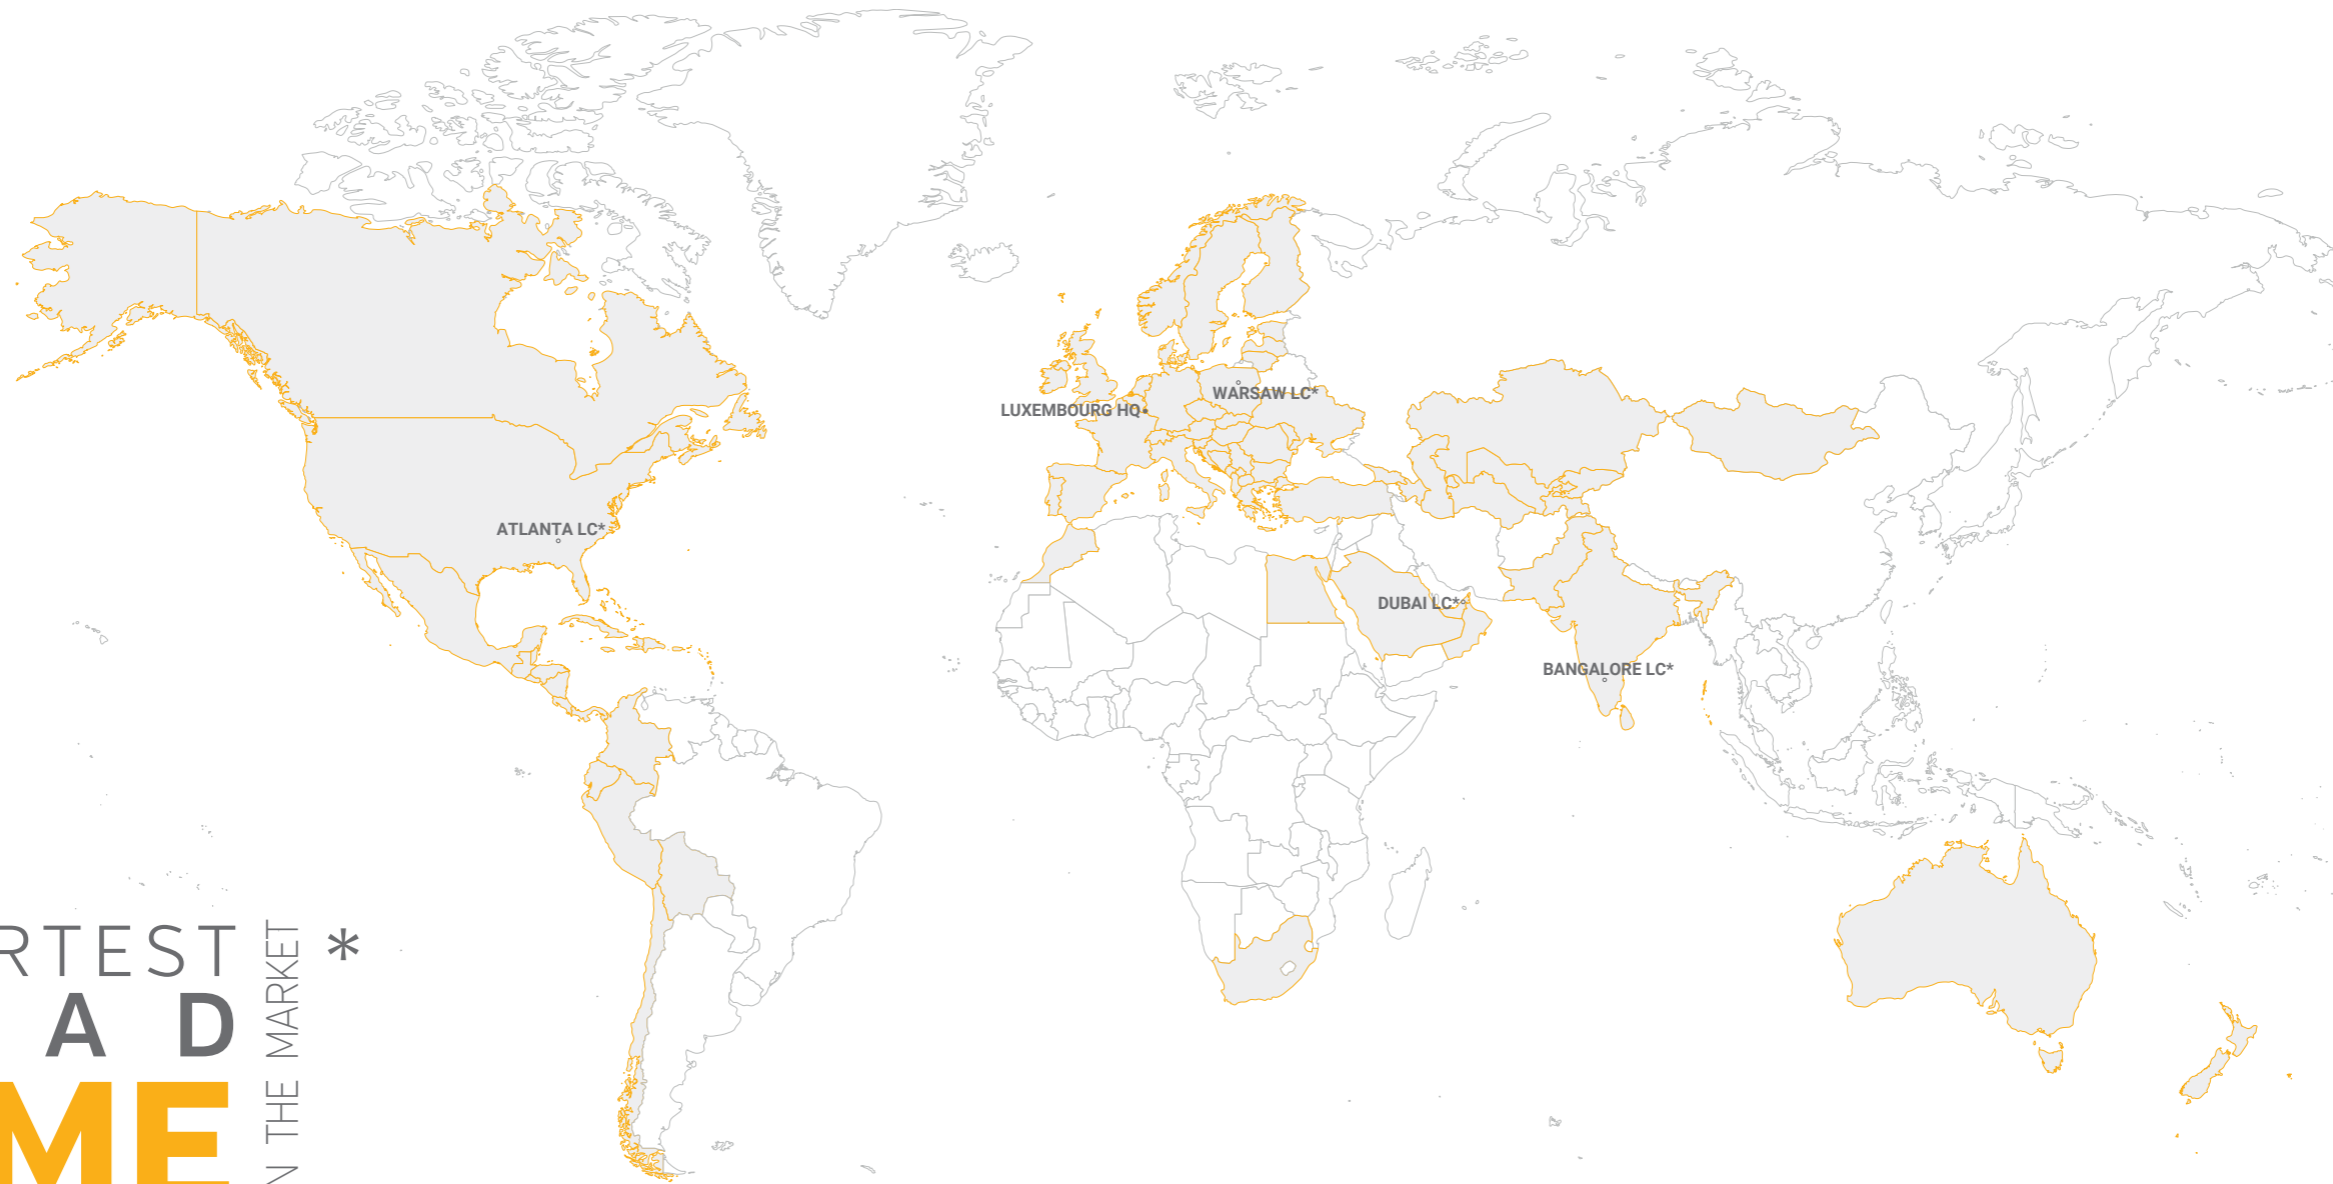 WARSAW LC*
LUXEMBOURG HQ
ATLANTA LC*
DUBAI LC*
BANGALORE LC*
RTEST
A D
ME
N THE MARKET
*